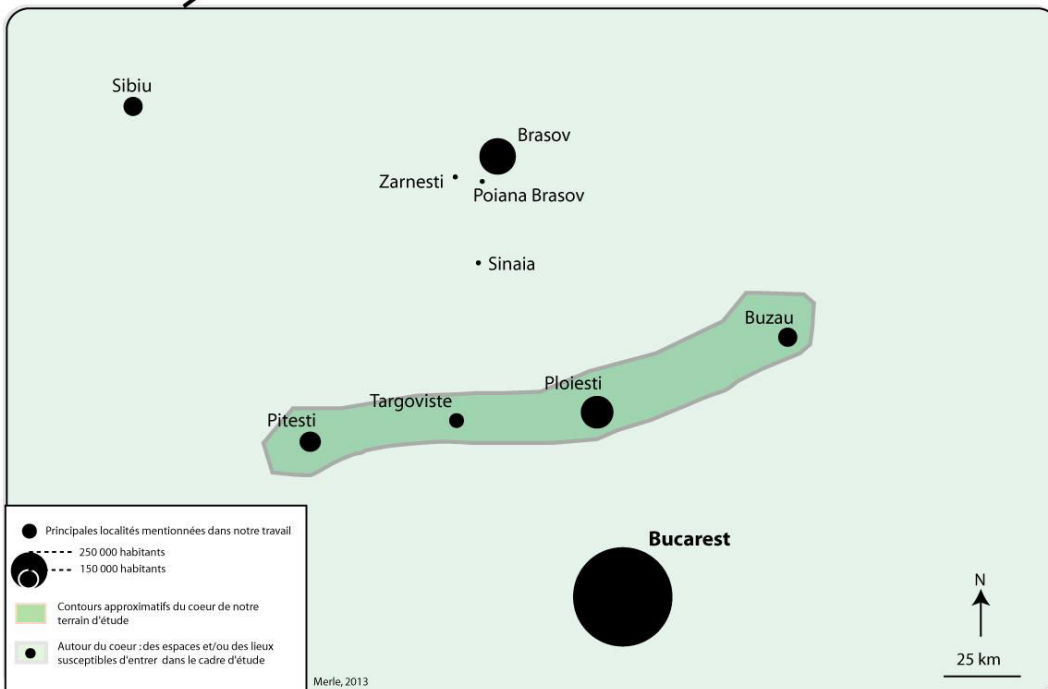 Sibiu
Brasov
Zarnesti
Poiana Brasov
Sinaia
Buzau
Ploiesti
Targoviste
Pitesti
Bucarest
Principales localités mentionnées dans notre travail
250 000 habitants
150 000 habitants
Contours approximatifs du coeur de notre
terrain d'étude
Autour du coeur : des espaces et/ou des lieux
susceptibles d'entrer dans le cadre d'étude
Merle, 2013
N
25 km